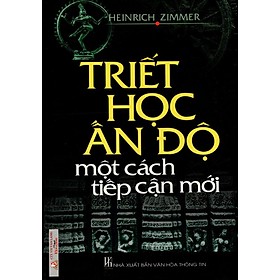 HEINRICH ZIMMER
TRIẾT
HỌC
ẤN ĐỘ
một cách
tiếp cận mới
NHÀ XUẤT BẢN VĂN HÓA THÔNG TIN